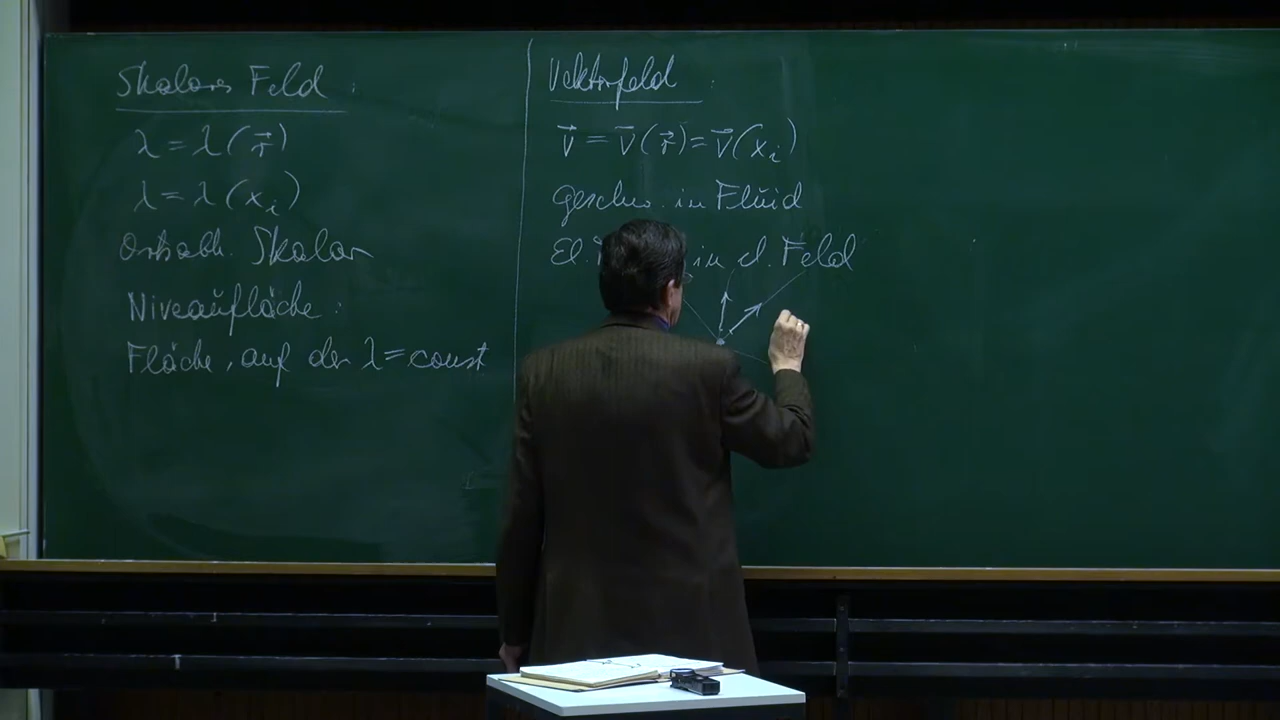 Skalares Feld :
λ = λ(r⃗)
λ = λ(xᵢ)
Ortsabh. Skalar
Niveaufläche :
Fläche, auf der λ = const
Vektorfeld :
v⃗ = v⃗(r⃗) = v⃗(xᵢ)
Geschw. in Fluid
El. in el. Feld